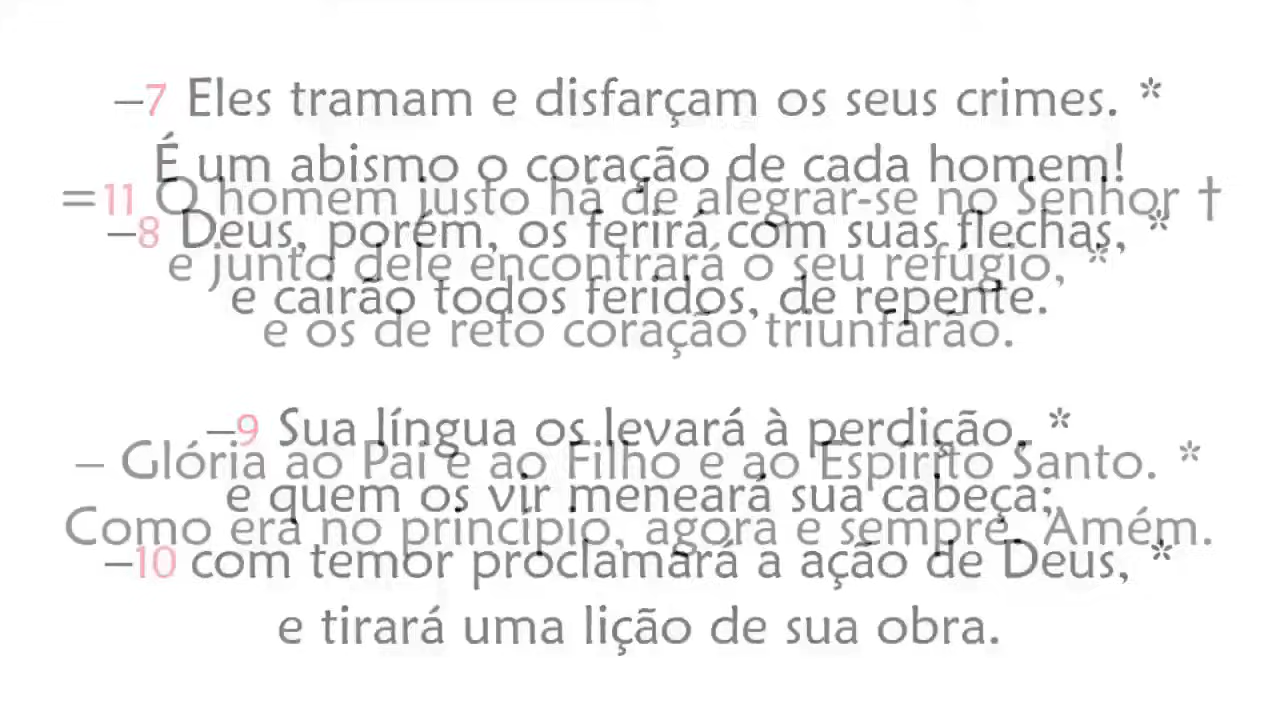 –7 Eles tramam e disfarçam os seus crimes. *
É um abismo o coração de cada homem!
=11 O homem justo há de alegrar-se no Senhor †
–8 Deus, porém, os ferirá com suas flechas, *
e junto dele encontrará o seu refúgio, *
e cairão todos feridos, de repente.
e os de reto coração triunfarão.
–9 Sua língua os levará à perdição, *
– Glória ao Pai e ao Filho e ao Espírito Santo. *
e quem os vir meneará sua cabeça;
Como era no princípio, agora e sempre. Amém.
–10 com temor proclamará a ação de Deus, *
e tirará uma lição de sua obra.